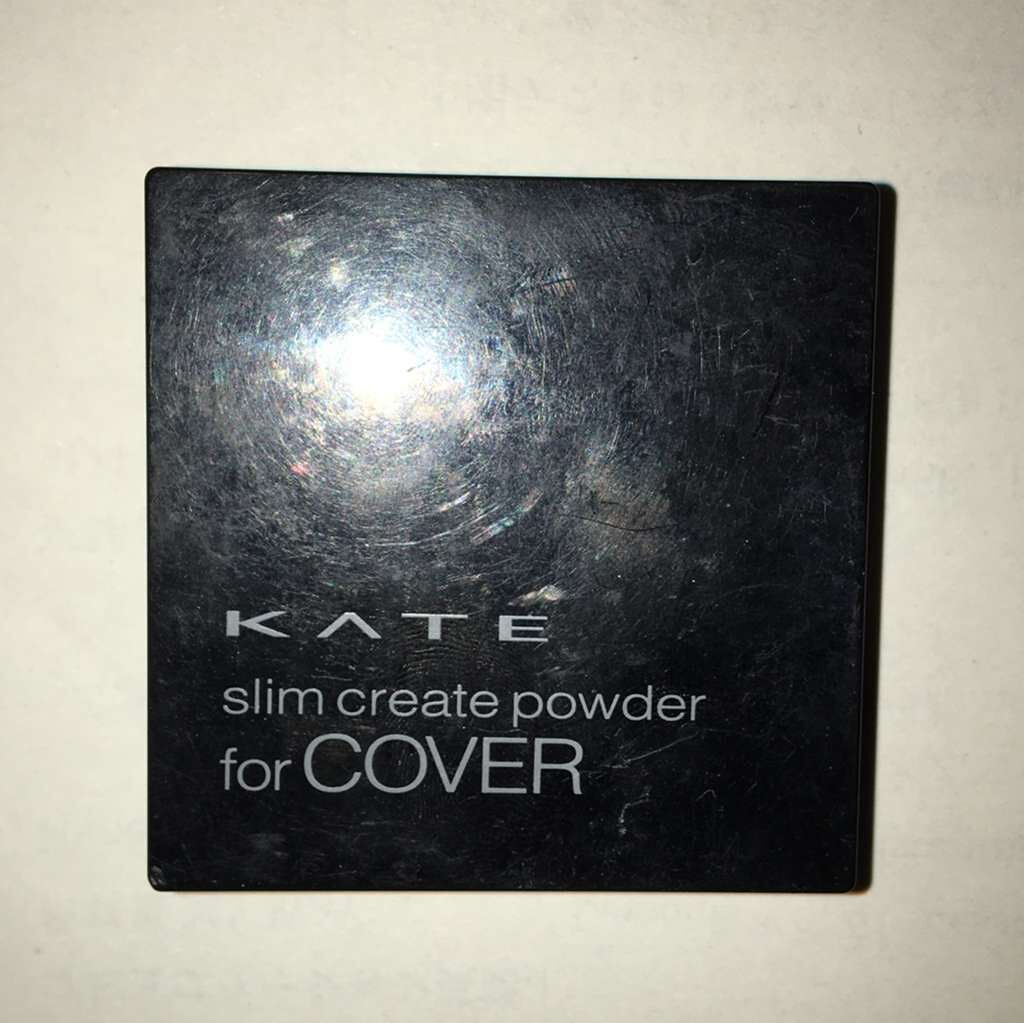 KATE
slim create powder
for COVER